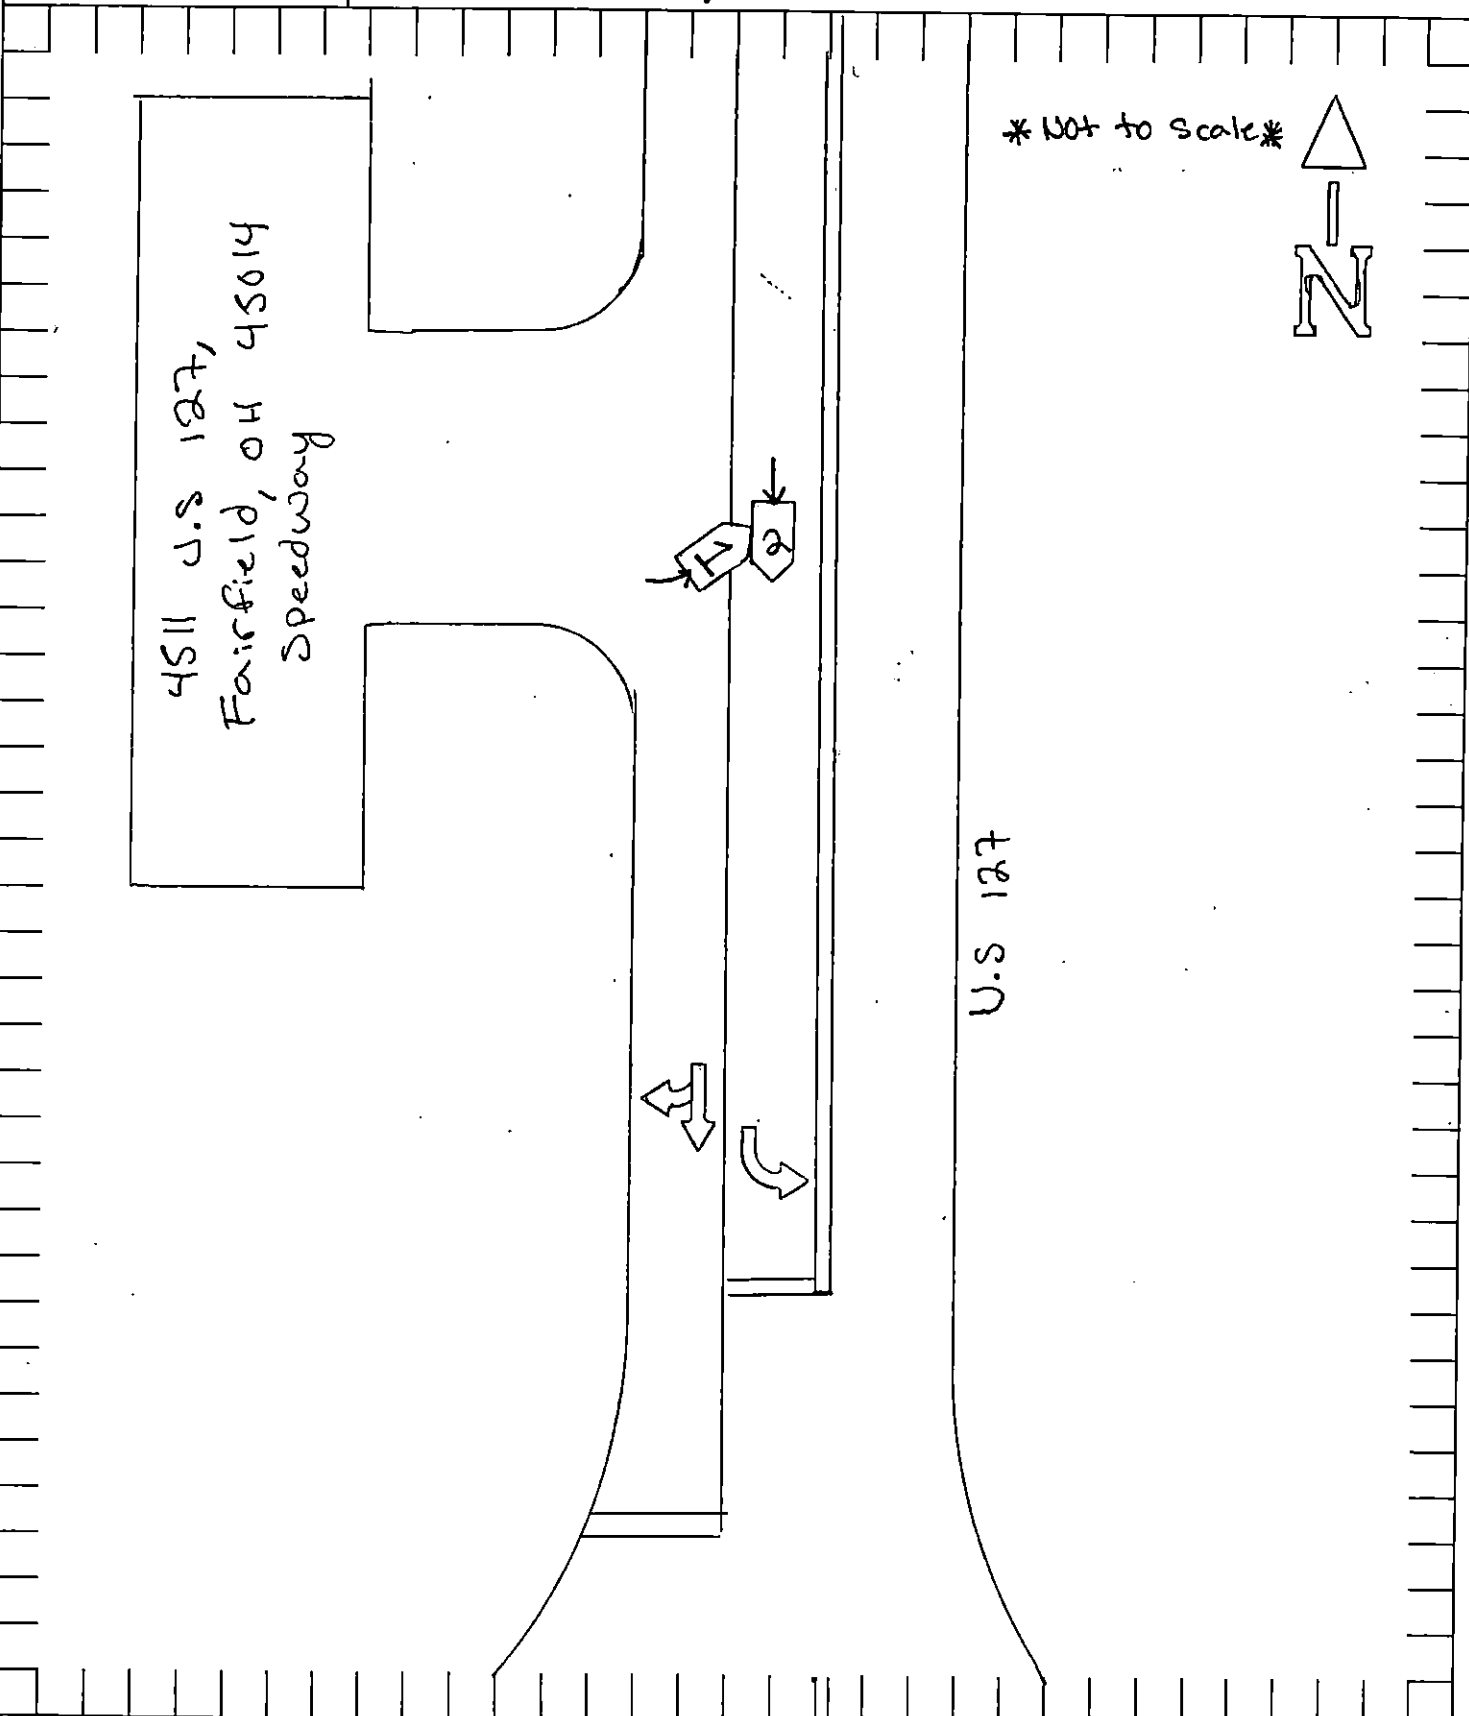 * Not to scale *
N
4511 U.S 127,
Fairfield, OH 45014
Speedway
1
2
U.S 127